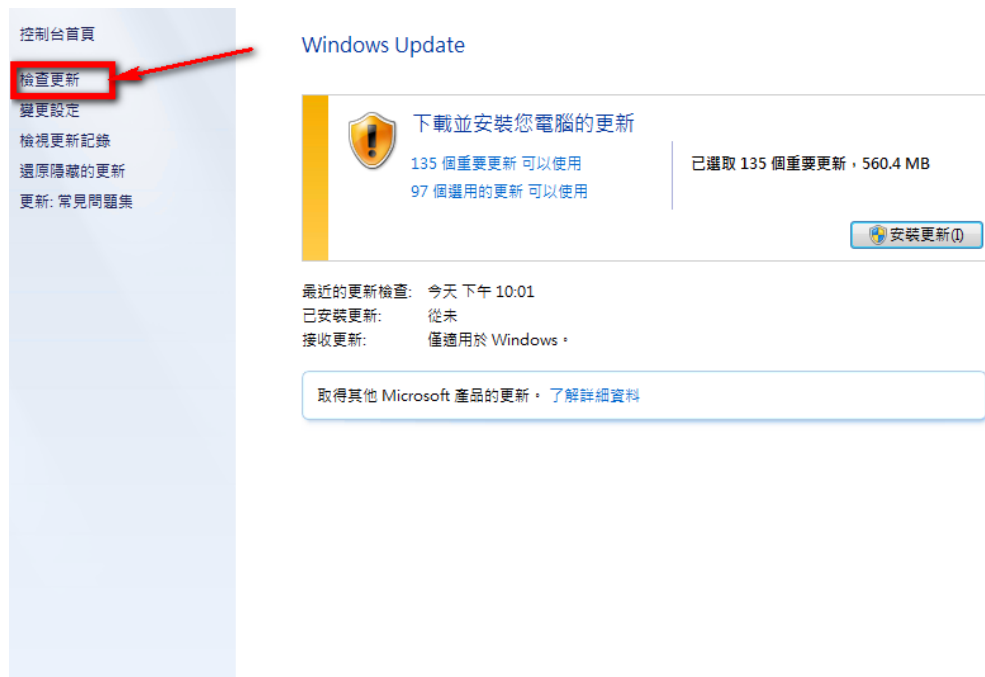 控制台首頁
檢查更新
變更設定
檢視更新記錄
還原隱藏的更新
更新: 常見問題集
Windows Update
下載並安裝您電腦的更新
135 個重要更新 可以使用
97 個選用的更新 可以使用
已選取 135 個重要更新，560.4 MB
安裝更新(I)
最近的更新檢查: 今天 下午 10:01
已安裝更新: 從未
接收更新: 僅適用於 Windows。
取得其他 Microsoft 產品的更新。 了解詳細資料